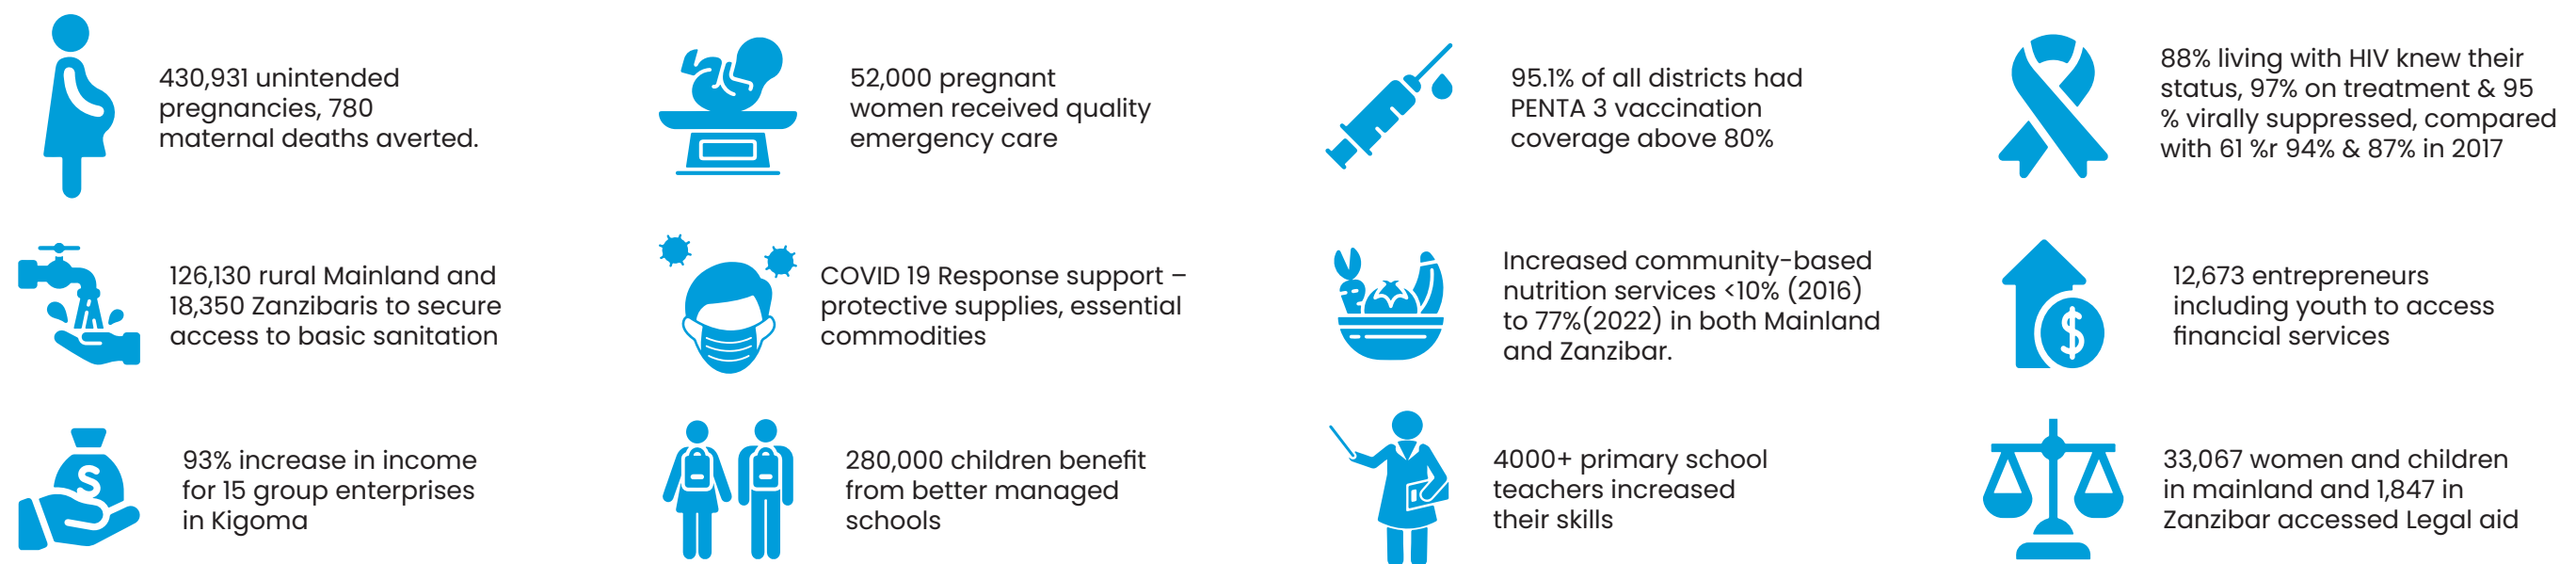 430,931 unintended
pregnancies, 780
maternal deaths averted.
52,000 pregnant
women received quality
emergency care
95.1% of all districts had
PENTA 3 vaccination
coverage above 80%
88% living with HIV knew their
status, 97% on treatment & 95
% virally suppressed, compared
with 61 %r 94% & 87% in 2017
126,130 rural Mainland and
18,350 Zanzibaris to secure
access to basic sanitation
COVID 19 Response support –
protective supplies, essential
commodities
Increased community-based
nutrition services <10% (2016)
to 77%(2022) in both Mainland
and Zanzibar.
$
12,673 entrepreneurs
including youth to access
financial services
S
93% increase in income
for 15 group enterprises
in Kigoma
280,000 children benefit
from better managed
schools
4000+ primary school
teachers increased
their skills
33,067 women and children
in mainland and 1,847 in
Zanzibar accessed Legal aid